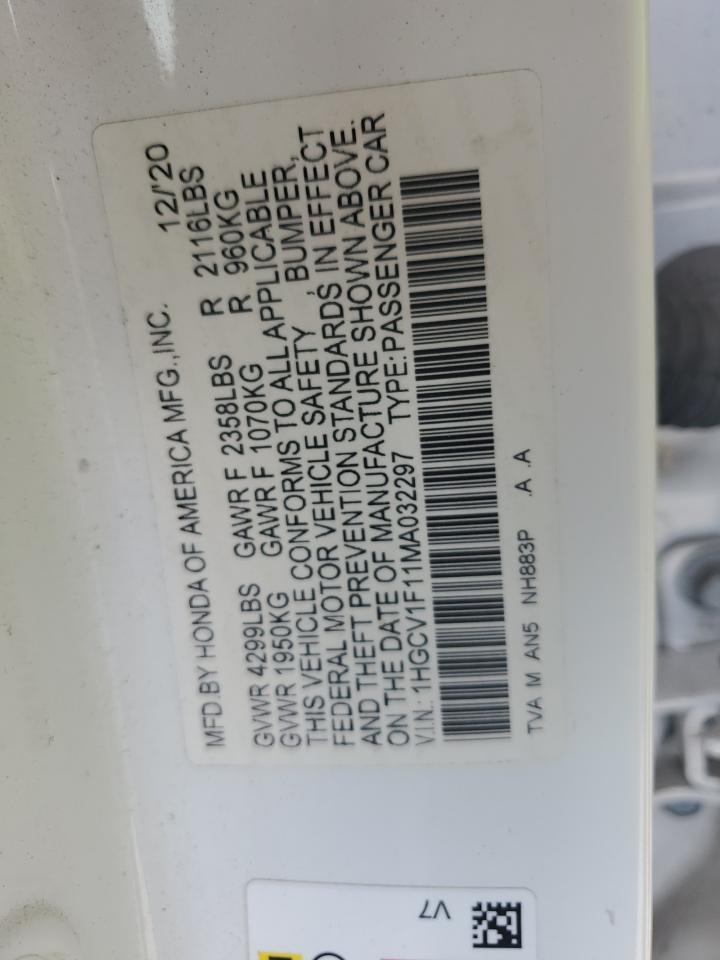 MFD.BY HONDA OF AMERICA MFG.,INC. 12/'20
GVWR 4299LBS GAWR F 2358LBS R 2116LBS
GVWR 1950KG GAWR F 1070KG R 960KG
THIS VEHICLE CONFORMS TO ALL APPLICABLE
FEDERAL MOTOR VEHICLE SAFETY , BUMPER,
AND THEFT PREVENTION STANDARDS IN EFFECT
ON THE DATE OF MANUFACTURE SHOWN ABOVE.
V.I.N.: 1HGCV1F11MA032297 TYPE:PASSENGER CAR
TVA M AN5 NH883P .A .A
V7